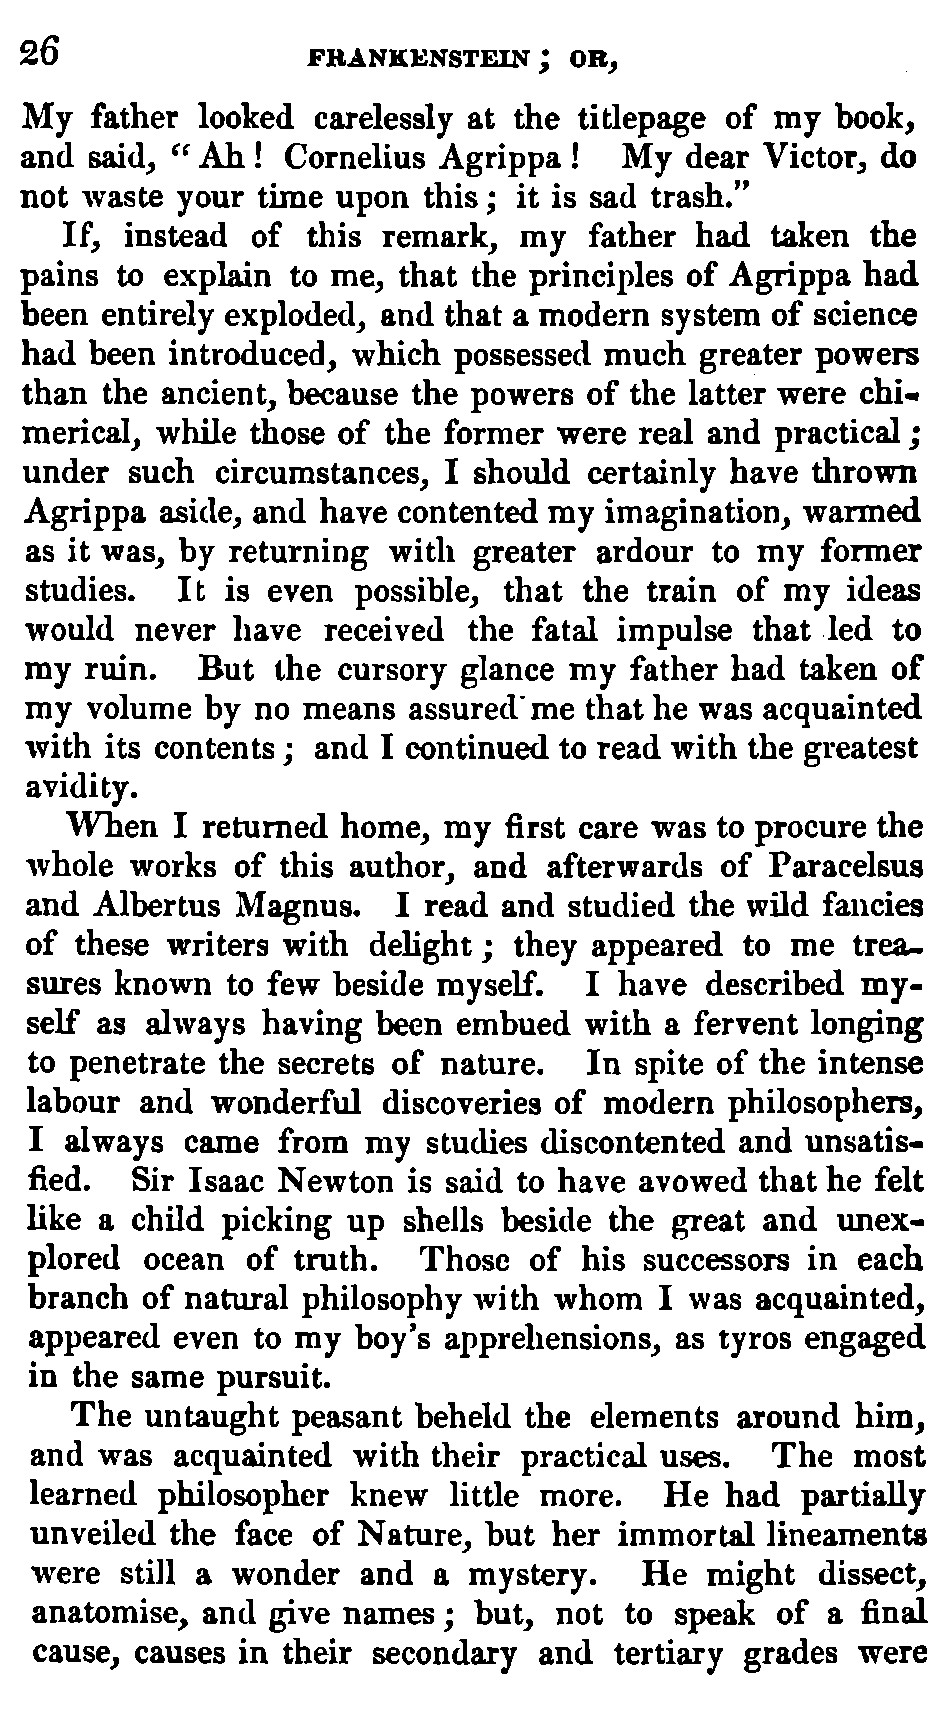 26 FRANKENSTEIN; OR,
My father looked carelessly at the titlepage of my book,
and said, “Ah! Cornelius Agrippa! My dear Victor, do
not waste your time upon this; it is sad trash.”
If, instead of this remark, my father had taken the
pains to explain to me, that the principles of Agrippa had
been entirely exploded, and that a modern system of science
had been introduced, which possessed much greater powers
than the ancient, because the powers of the latter were chi-
merical, while those of the former were real and practical;
under such circumstances, I should certainly have thrown
Agrippa aside, and have contented my imagination, warmed
as it was, by returning with greater ardour to my former
studies. It is even possible, that the train of my ideas
would never have received the fatal impulse that led to
my ruin. But the cursory glance my father had taken of
my volume by no means assured me that he was acquainted
with its contents; and I continued to read with the greatest
avidity.
When I returned home, my first care was to procure the
whole works of this author, and afterwards of Paracelsus
and Albertus Magnus. I read and studied the wild fancies
of these writers with delight; they appeared to me trea-
sures known to few beside myself. I have described my-
self as always having been embued with a fervent longing
to penetrate the secrets of nature. In spite of the intense
labour and wonderful discoveries of modern philosophers,
I always came from my studies discontented and unsatis-
fied. Sir Isaac Newton is said to have avowed that he felt
like a child picking up shells beside the great and unex-
plored ocean of truth. Those of his successors in each
branch of natural philosophy with whom I was acquainted,
appeared even to my boy's apprehensions, as tyros engaged
in the same pursuit.
The untaught peasant beheld the elements around him,
and was acquainted with their practical uses. The most
learned philosopher knew little more. He had partially
unveiled the face of Nature, but her immortal lineaments
were still a wonder and a mystery. He might dissect,
anatomise, and give names; but, not to speak of a final
cause, causes in their secondary and tertiary grades were